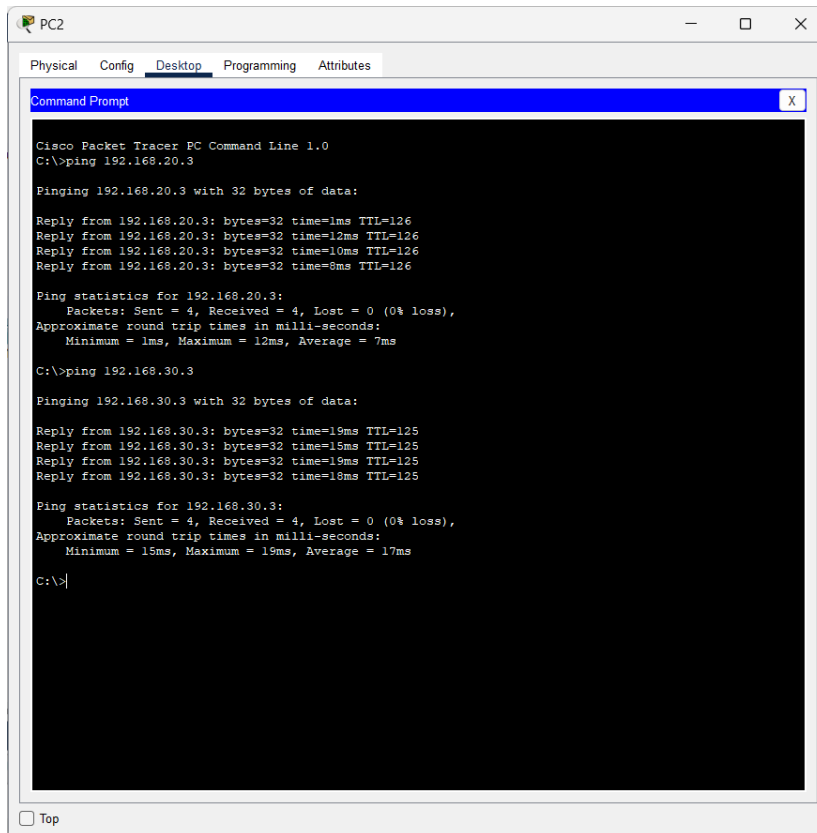 PC2
Physical Config Desktop Programming Attributes
Command Prompt
X
Cisco Packet Tracer PC Command Line 1.0
C:\>ping 192.168.20.3
Pinging 192.168.20.3 with 32 bytes of data:
Reply from 192.168.20.3: bytes=32 time=1ms TTL=126
Reply from 192.168.20.3: bytes=32 time=12ms TTL=126
Reply from 192.168.20.3: bytes=32 time=10ms TTL=126
Reply from 192.168.20.3: bytes=32 time=8ms TTL=126
Ping statistics for 192.168.20.3:
Packets: Sent = 4, Received = 4, Lost = 0 (0% loss),
Approximate round trip times in milli-seconds:
Minimum = 1ms, Maximum = 12ms, Average = 7ms
C:\>ping 192.168.30.3
Pinging 192.168.30.3 with 32 bytes of data:
Reply from 192.168.30.3: bytes=32 time=19ms TTL=125
Reply from 192.168.30.3: bytes=32 time=15ms TTL=125
Reply from 192.168.30.3: bytes=32 time=19ms TTL=125
Reply from 192.168.30.3: bytes=32 time=18ms TTL=125
Ping statistics for 192.168.30.3:
Packets: Sent = 4, Received = 4, Lost = 0 (0% loss),
Approximate round trip times in milli-seconds:
Minimum = 15ms, Maximum = 19ms, Average = 17ms
C:\>
Top